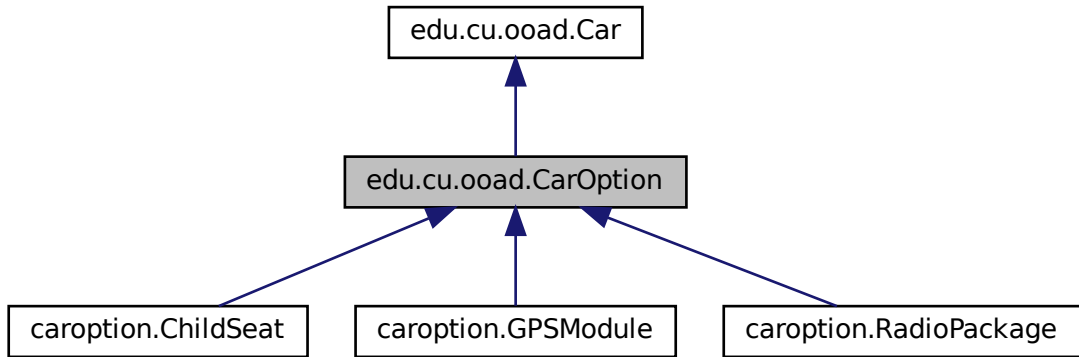 edu.cu.ooad.Car
edu.cu.ooad.CarOption
caroption.ChildSeat
caroption.GPSModule
caroption.RadioPackage